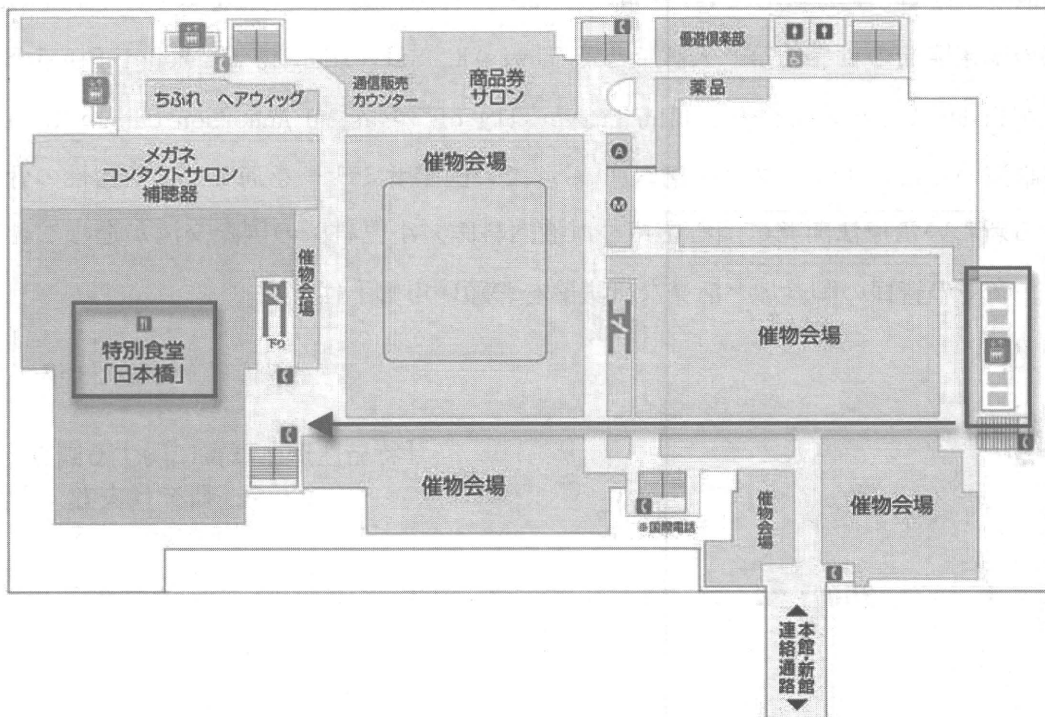 優遊倶楽部
薬品
ちふれ ヘアウィッグ
通信販売
カウンター
商品券
サロン
メガネ
コンタクトサロン
補聴器
催物会場
A
M
催物会場
下り
催物会場
特別食堂
「日本橋」
催物会場
※国際電話
催物会場
催物会場
本館・新館
連絡通路